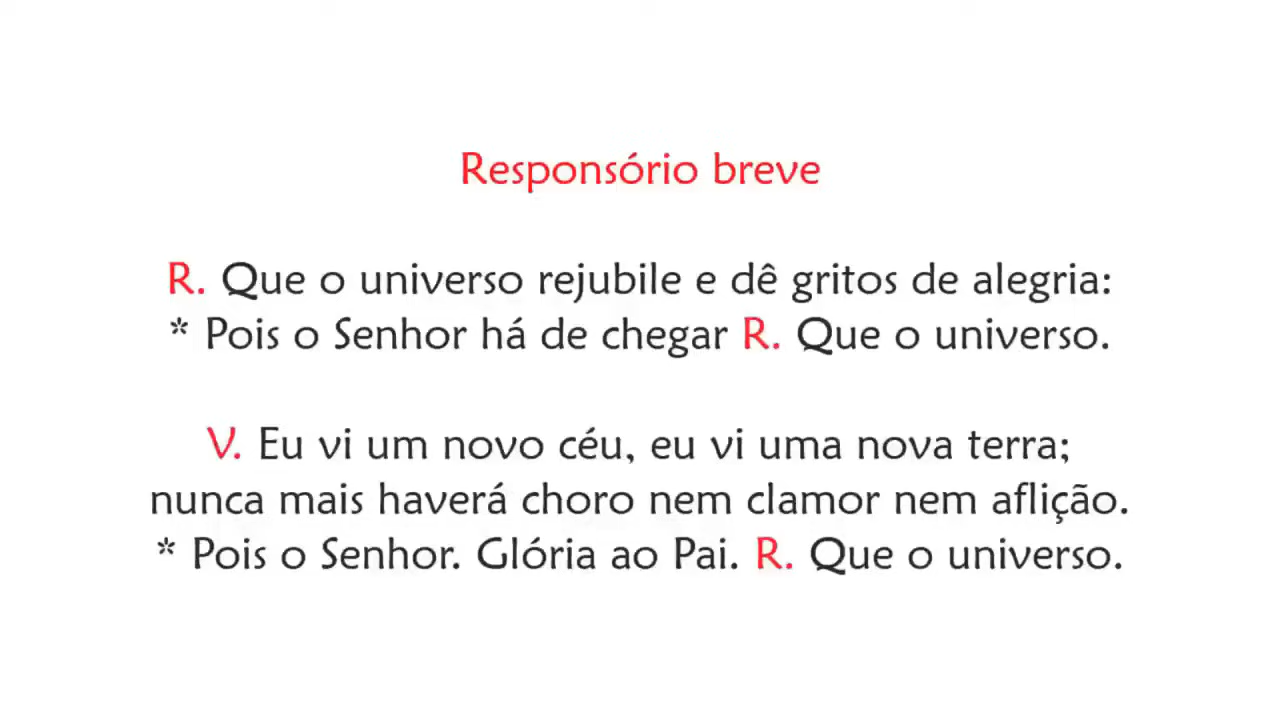 Responsório breve
R. Que o universo rejubile e dê gritos de alegria:
* Pois o Senhor há de chegar R. Que o universo.
V. Eu vi um novo céu, eu vi uma nova terra;
nunca mais haverá choro nem clamor nem aflição.
* Pois o Senhor. Glória ao Pai. R. Que o universo.